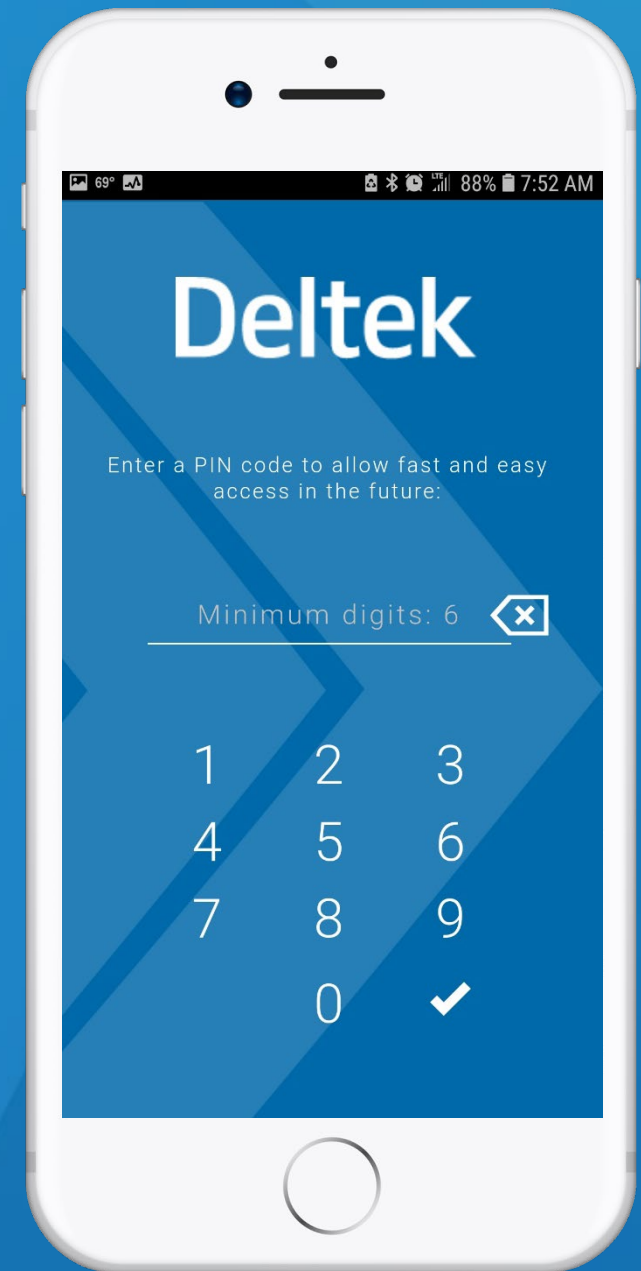 69° LTE 88% 7:52 AM
Deltek
Enter a PIN code to allow fast and easy
access in the future:
Minimum digits: 6
1 2 3
4 5 6
7 8 9
0